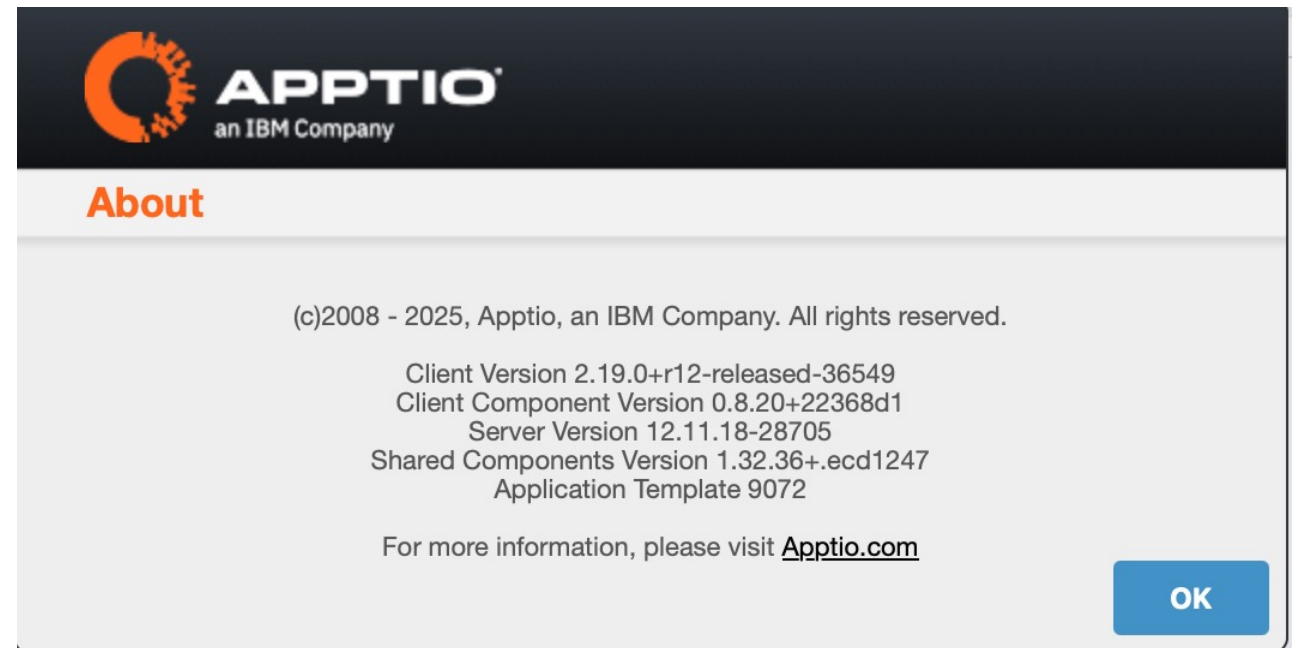 APPTIO
an IBM Company
About
(c)2008 - 2025, Apptio, an IBM Company. All rights reserved.
Client Version 2.19.0+r12-released-36549
Client Component Version 0.8.20+22368d1
Server Version 12.11.18-28705
Shared Components Version 1.32.36+.ecd1247
Application Template 9072
For more information, please visit Apptio.com
OK